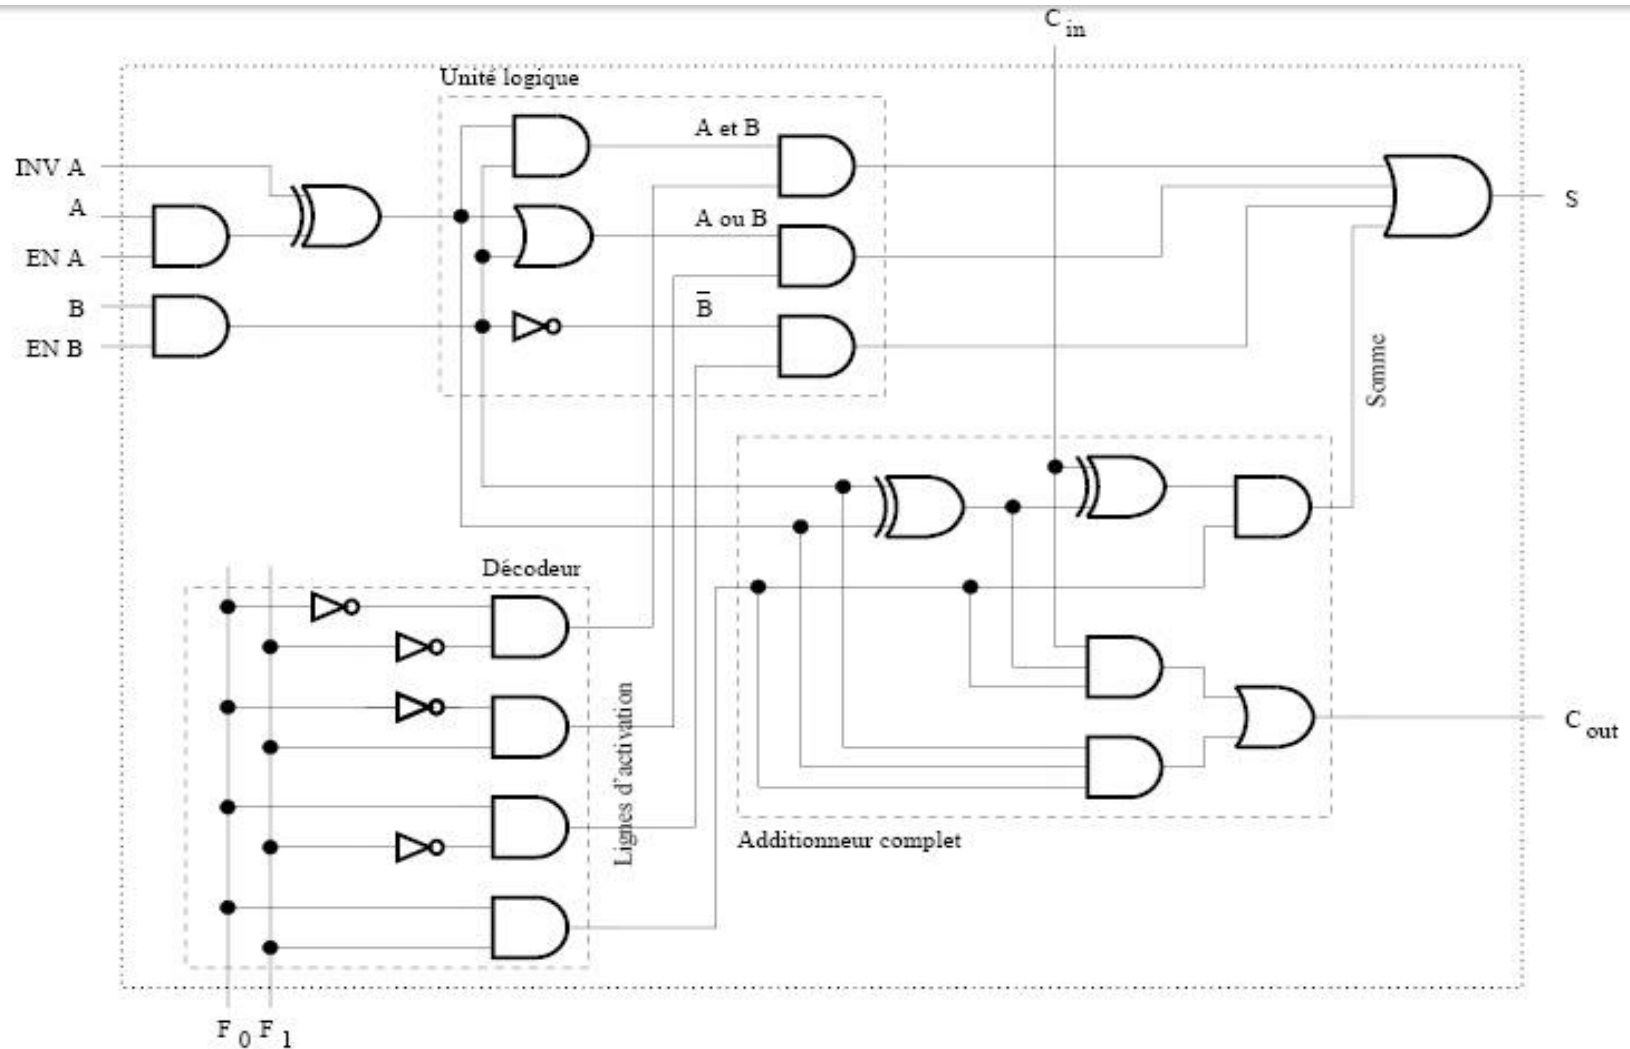 C in
Unité logique
INV A
A
EN A
B
EN B
A et B
A ou B
B̅
S
Somme
Décodeur
Lignes d'activation
Additionneur complet
C out
F 0 F 1